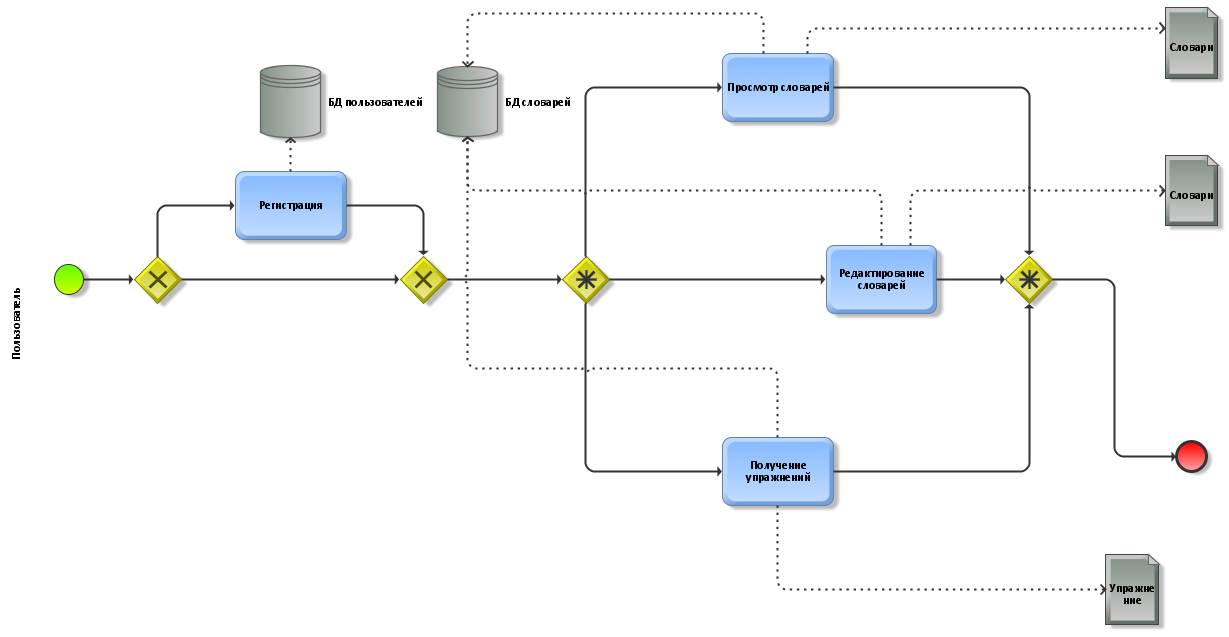 Словари
Просмотр словарей
БД пользователей
БД словарей
Словари
Регистрация
Редактирование
словарей
Пользователь
Получение
упражнений
Упражне
ние